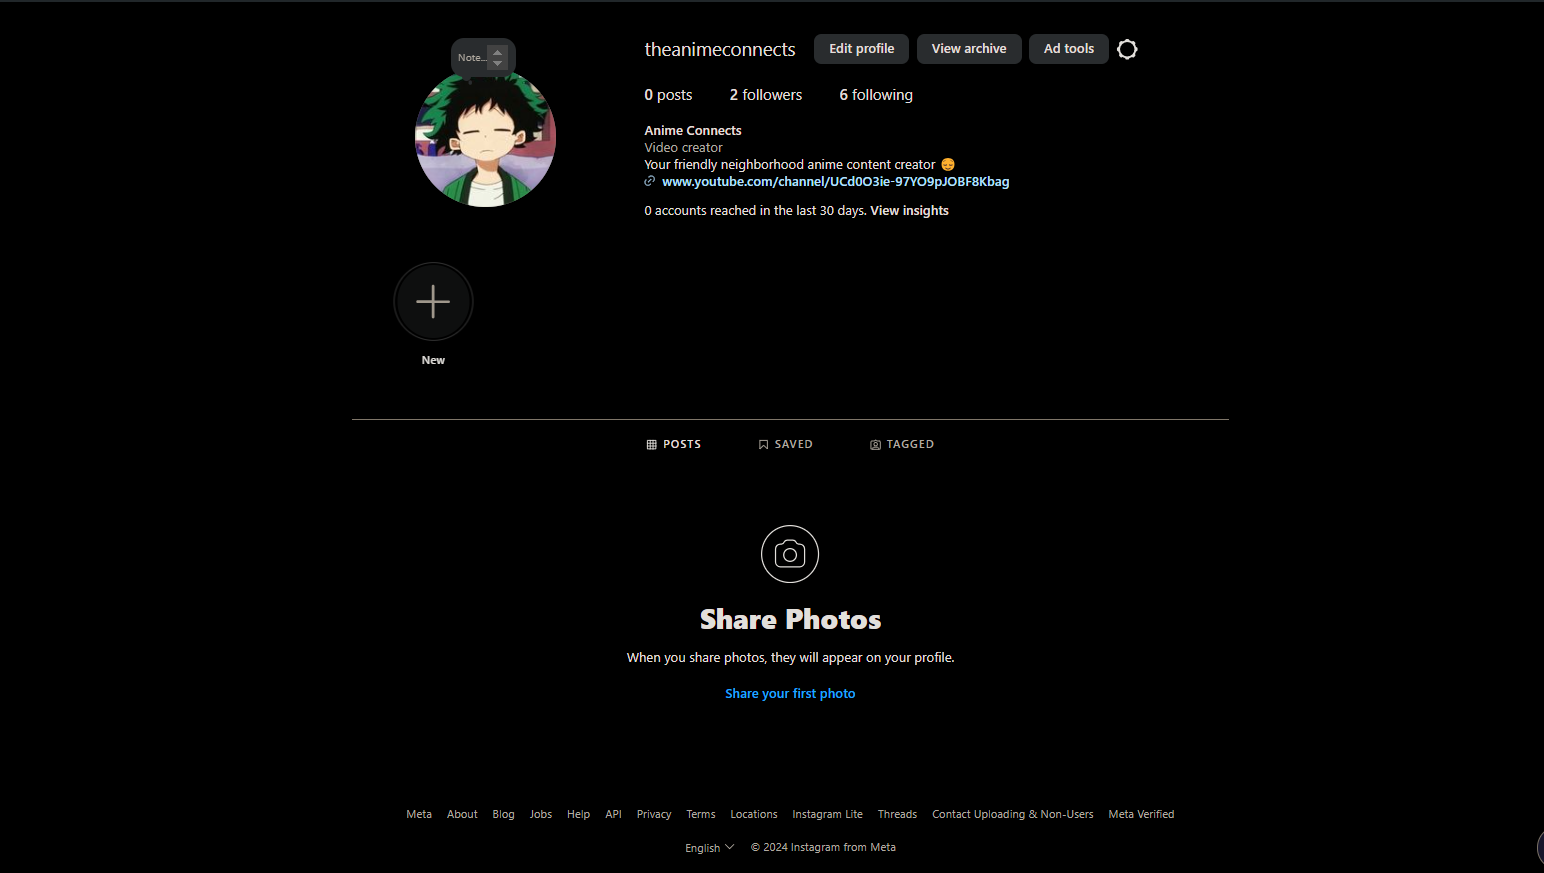 Note...
theanimeconnects Edit profile View archive Ad tools
0 posts 2 followers 6 following
Anime Connects
Video creator
Your friendly neighborhood anime content creator 😴
www.youtube.com/channel/UCd0O3ie-97YO9pJOBF8Kbag
0 accounts reached in the last 30 days. View insights
New
POSTS SAVED TAGGED
Share Photos
When you share photos, they will appear on your profile.
Share your first photo
Meta About Blog Jobs Help API Privacy Terms Locations Instagram Lite Threads Contact Uploading & Non-Users Meta Verified
English © 2024 Instagram from Meta